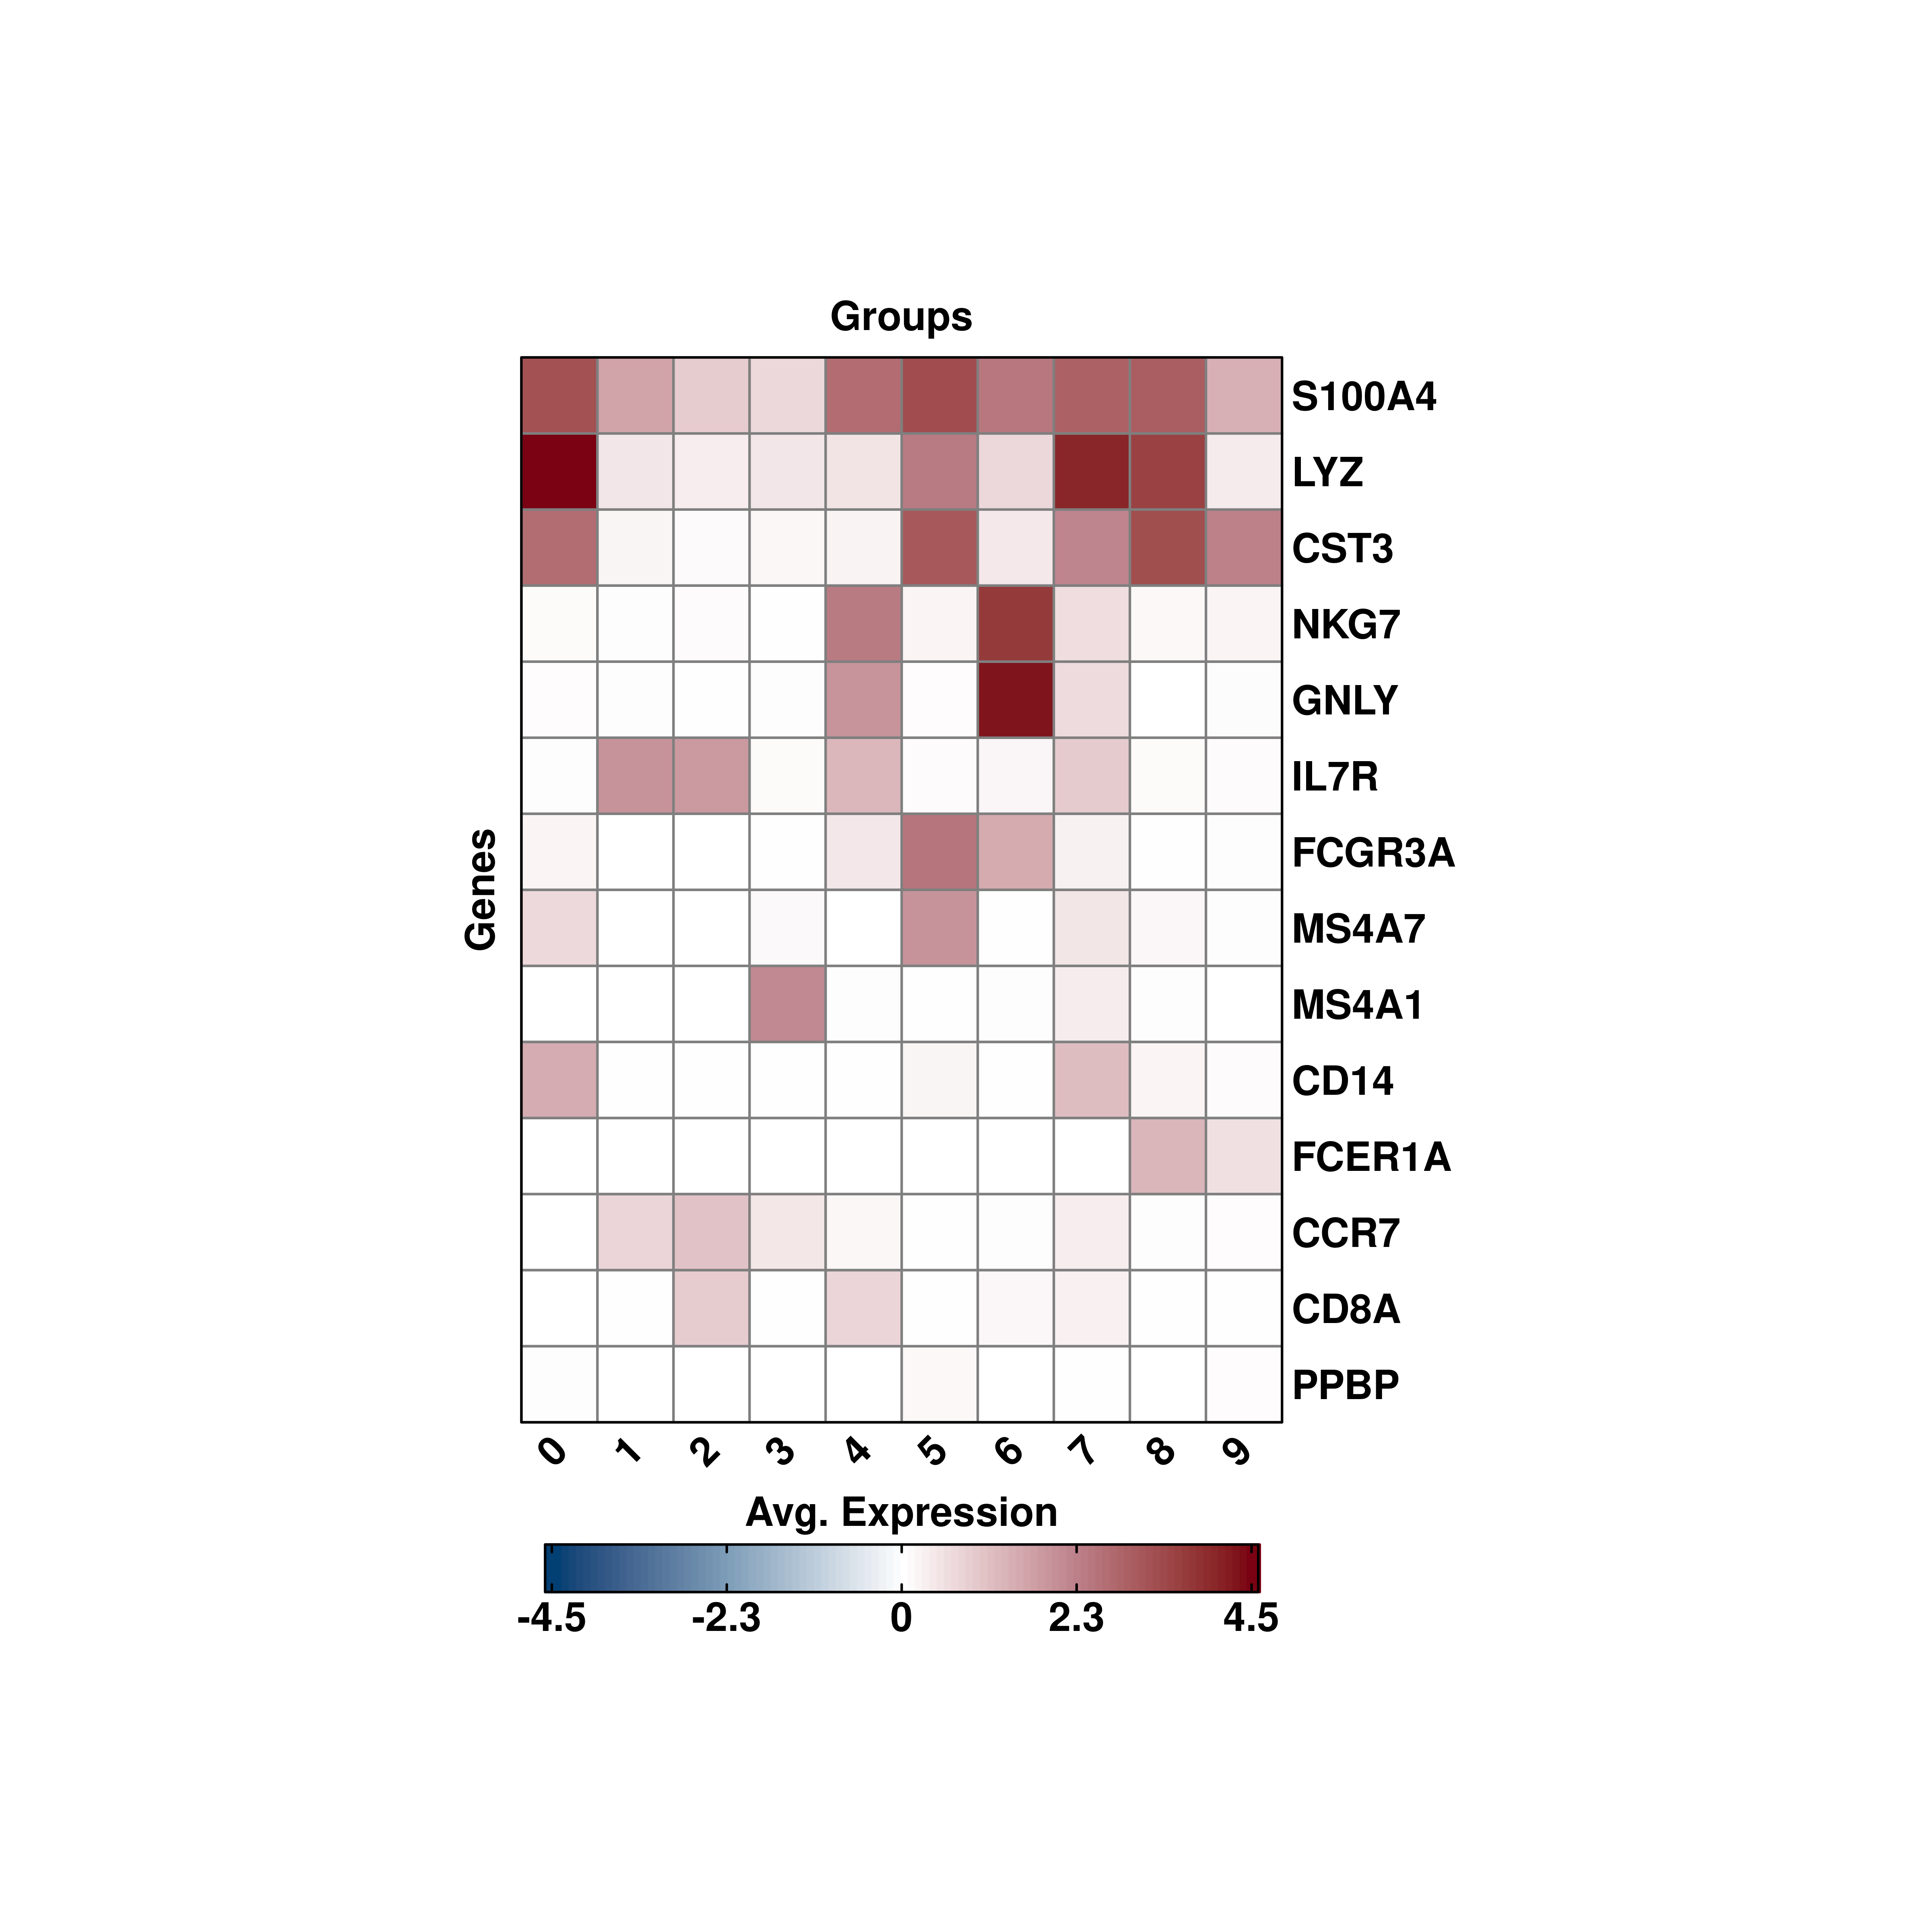 Groups
S100A4
LYZ
CST3
NKG7
GNLY
IL7R
FCGR3A
MS4A7
MS4A1
CD14
FCER1A
CCR7
CD8A
PPBP
Genes
0 1 2 3 4 5 6 7 8 9
Avg. Expression
-4.5 -2.3 0 2.3 4.5